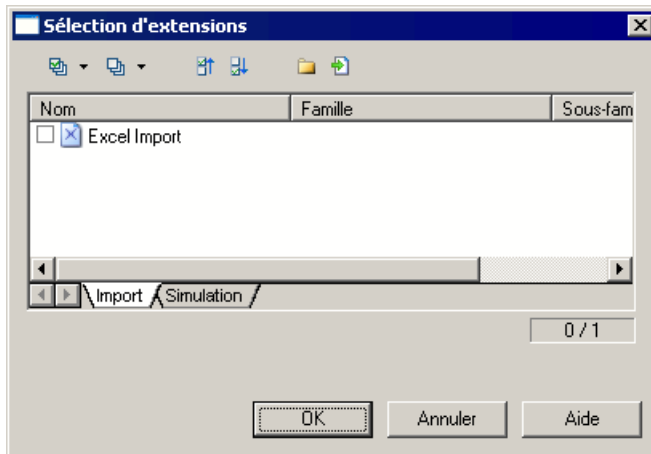 Sélection d'extensions
Nom Famille Sous-fam
Excel Import
Import Simulation
0 / 1
OK Annuler Aide